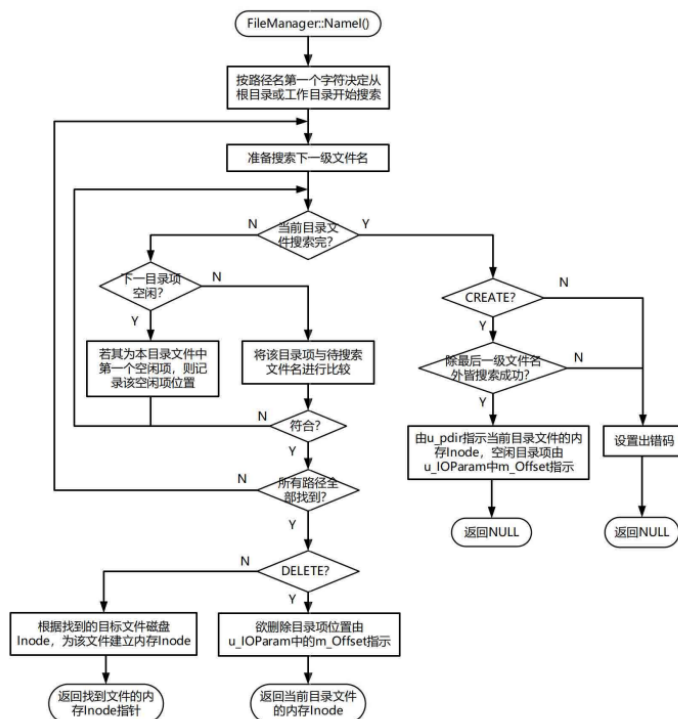 FileManager::NameI()
按路径名第一个字符决定从
根目录或工作目录开始搜索
准备搜索下一级文件名
N
当前目录文
件搜索完?
Y
下一目录项
空闲?
N
Y
CREATE?
N
Y
若其为本目录文件中
第一个空闲项，则记
录该空闲项位置
将该目录项与待搜索
文件名进行比较
除最后一级文件名
外皆搜索成功?
N
Y
N
符合?
Y
由u_pdir指示当前目录文件的内
存Inode，空闲目录项由
u_IOParam中m_Offset指示
设置出错码
N
所有路径全
部找到?
Y
返回NULL
返回NULL
N
DELETE?
Y
根据找到的目标文件磁盘
Inode，为该文件建立内存Inode
欲删除目录项位置由
u_IOParam中的m_Offset指示
返回找到文件的内
存Inode指针
返回当前目录文件
的内存Inode